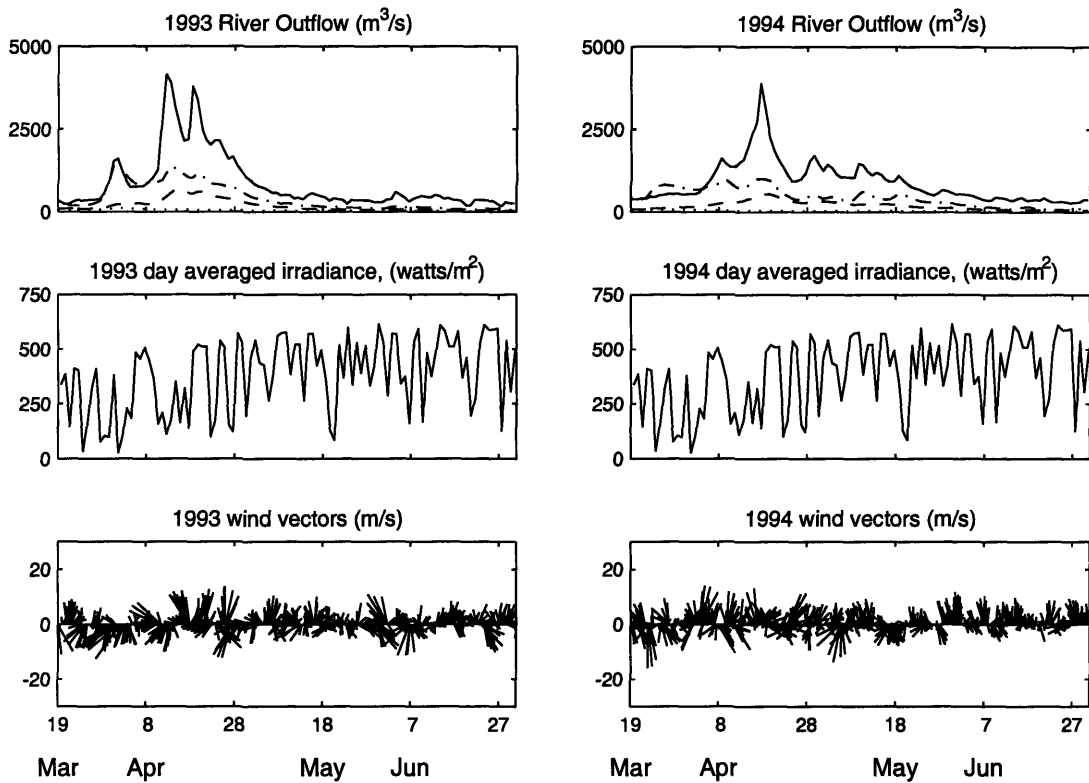 1993 River Outflow (m³/s)
1994 River Outflow (m³/s)
5000
2500
0
5000
2500
0
1993 day averaged irradiance, (watts/m²)
1994 day averaged irradiance, (watts/m²)
750
500
250
0
750
500
250
0
1993 wind vectors (m/s)
1994 wind vectors (m/s)
20
0
-20
20
0
-20
19 8 28 18 7 27
19 8 28 18 7 27
Mar Apr May Jun
Mar Apr May Jun